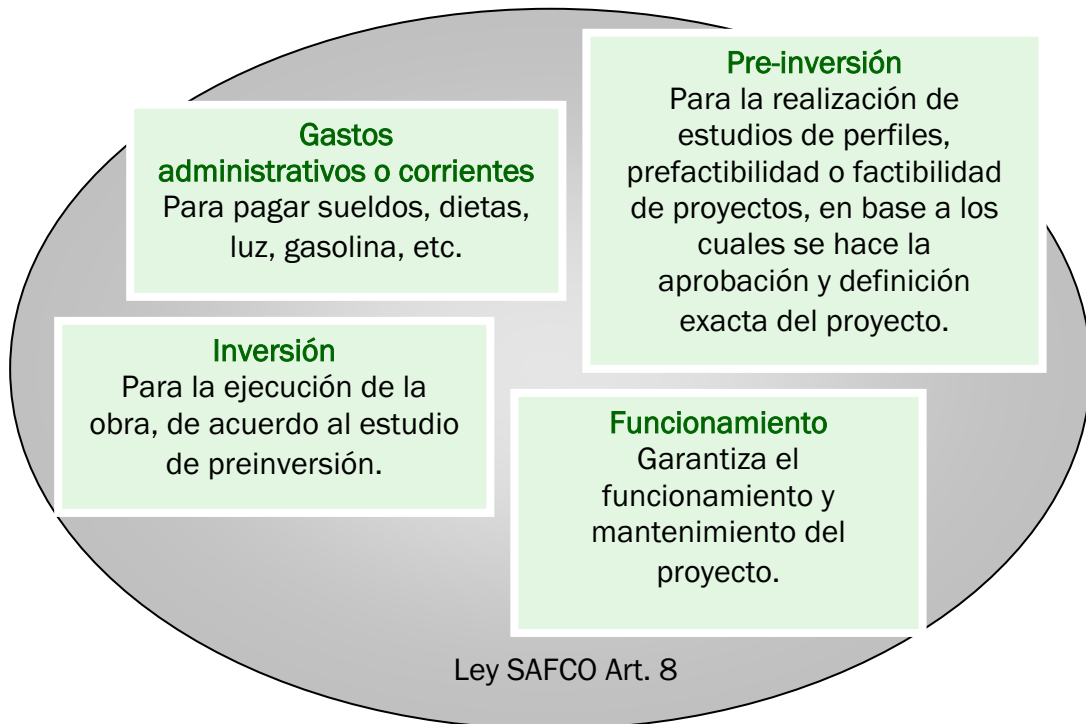 Gastos
administrativos o corrientes
Para pagar sueldos, dietas,
luz, gasolina, etc.
Pre-inversión
Para la realización de
estudios de perfiles,
prefactibilidad o factibilidad
de proyectos, en base a los
cuales se hace la
aprobación y definición
exacta del proyecto.
Inversión
Para la ejecución de la
obra, de acuerdo al estudio
de preinversión.
Funcionamiento
Garantiza el
funcionamiento y
mantenimiento del
proyecto.
Ley SAFCO Art. 8